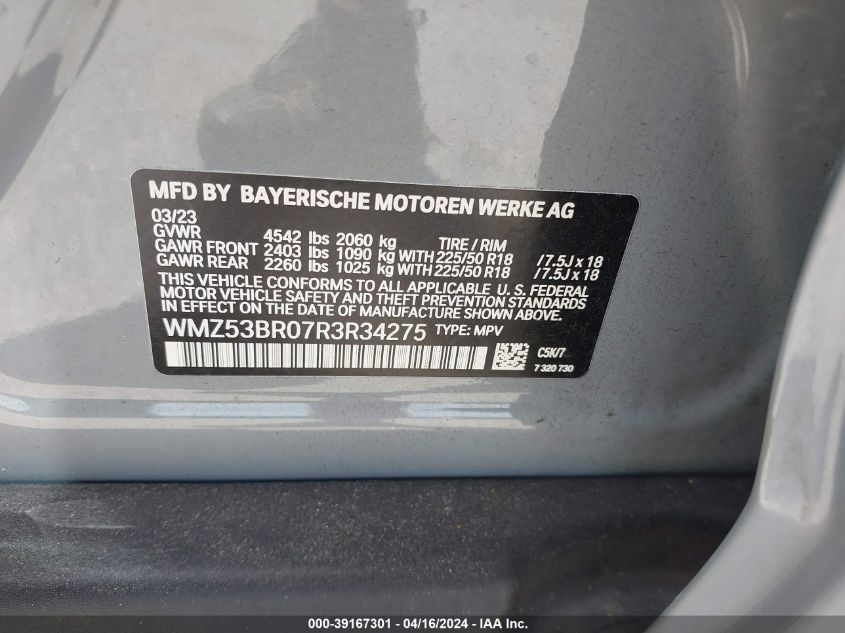 MFD BY BAYERISCHE MOTOREN WERKE AG
03/23
GVWR 4542 lbs 2060 kg TIRE / RIM
GAWR FRONT 2403 lbs 1090 kg WITH 225/50 R18 /7.5J x 18
GAWR REAR 2260 lbs 1025 kg WITH 225/50 R18 /7.5J x 18
THIS VEHICLE CONFORMS TO ALL APPLICABLE U. S. FEDERAL
MOTOR VEHICLE SAFETY AND THEFT PREVENTION STANDARDS
IN EFFECT ON THE DATE OF MANUFACTURE SHOWN ABOVE.
WMZ53BR07R3R34275 TYPE: MPV
C5K/7
7 320 730
000-39167301 - 04/16/2024 - IAA, Inc.